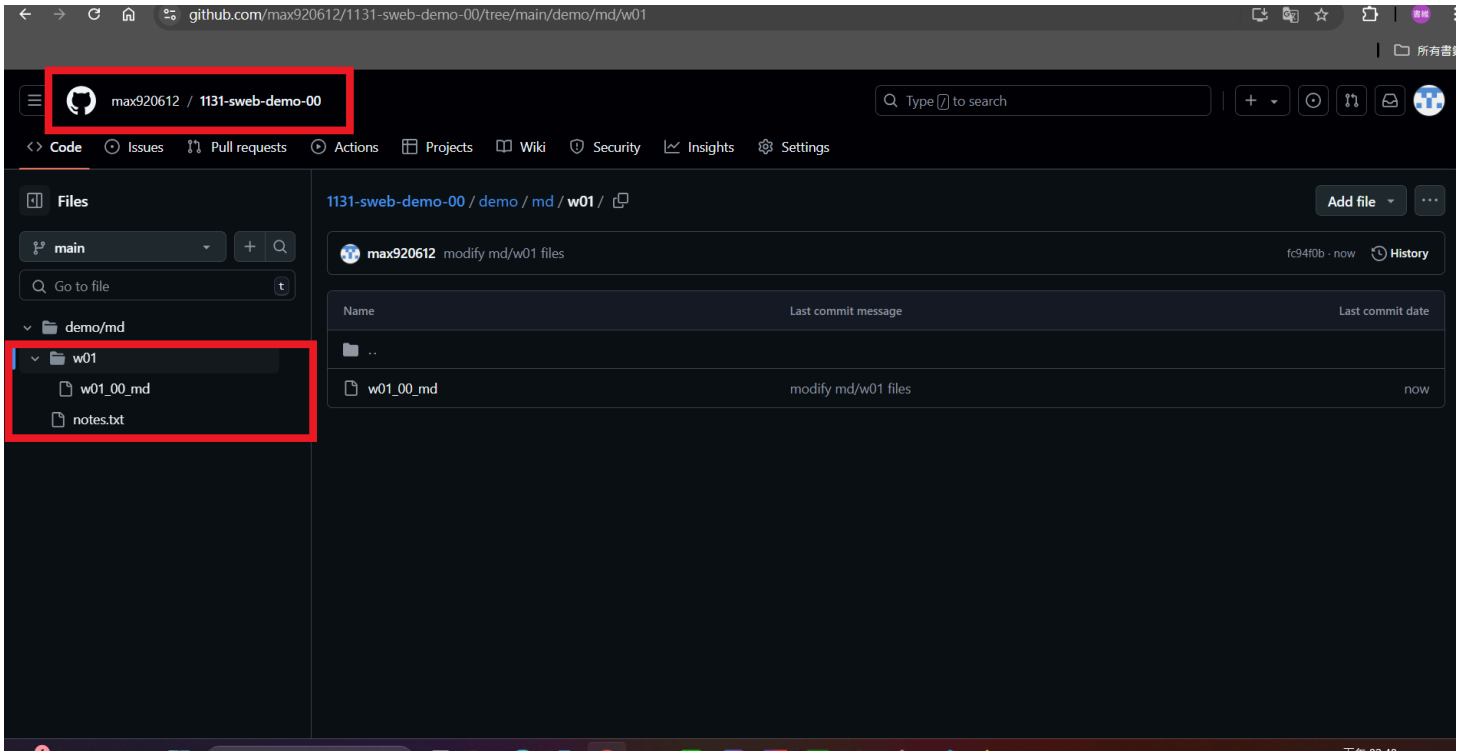 github.com/max920612/1131-sweb-demo-00/tree/main/demo/md/w01
書維
所有書
max920612 / 1131-sweb-demo-00
Type / to search
Code Issues Pull requests Actions Projects Wiki Security Insights Settings
Files
1131-sweb-demo-00 / demo / md / w01 /
Add file
main
max920612 modify md/w01 files
fc94f0b · now History
Go to file t
Name Last commit message Last commit date
demo/md
w01
..
w01_00_md
w01_00_md modify md/w01 files now
notes.txt